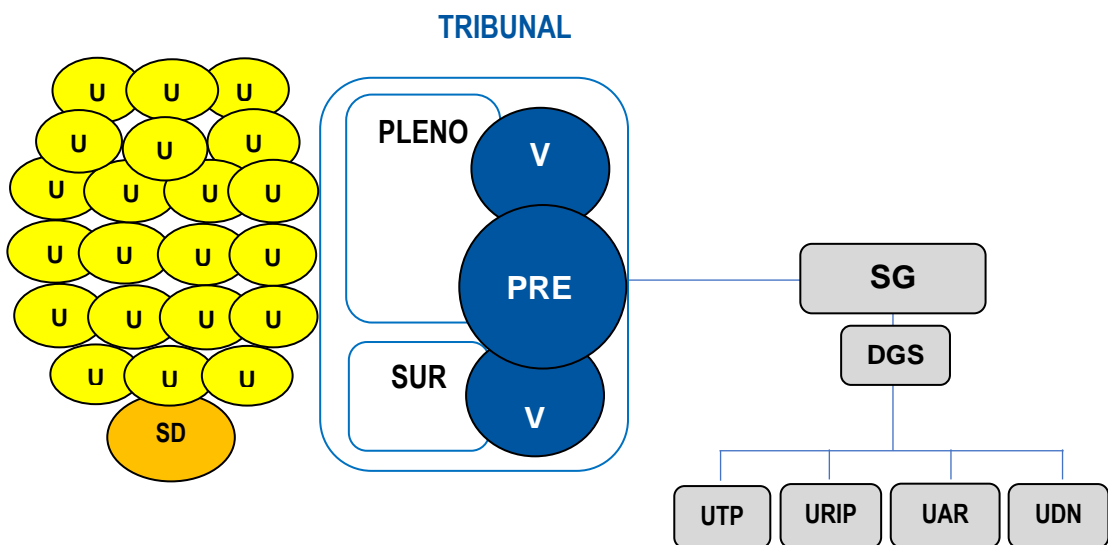 TRIBUNAL
U U U
U U U
U U U U
U U U U
U U U U
U U U
SD
PLENO
V
PRE
SUR
V
SG
DGS
UTP URIP UAR UDN